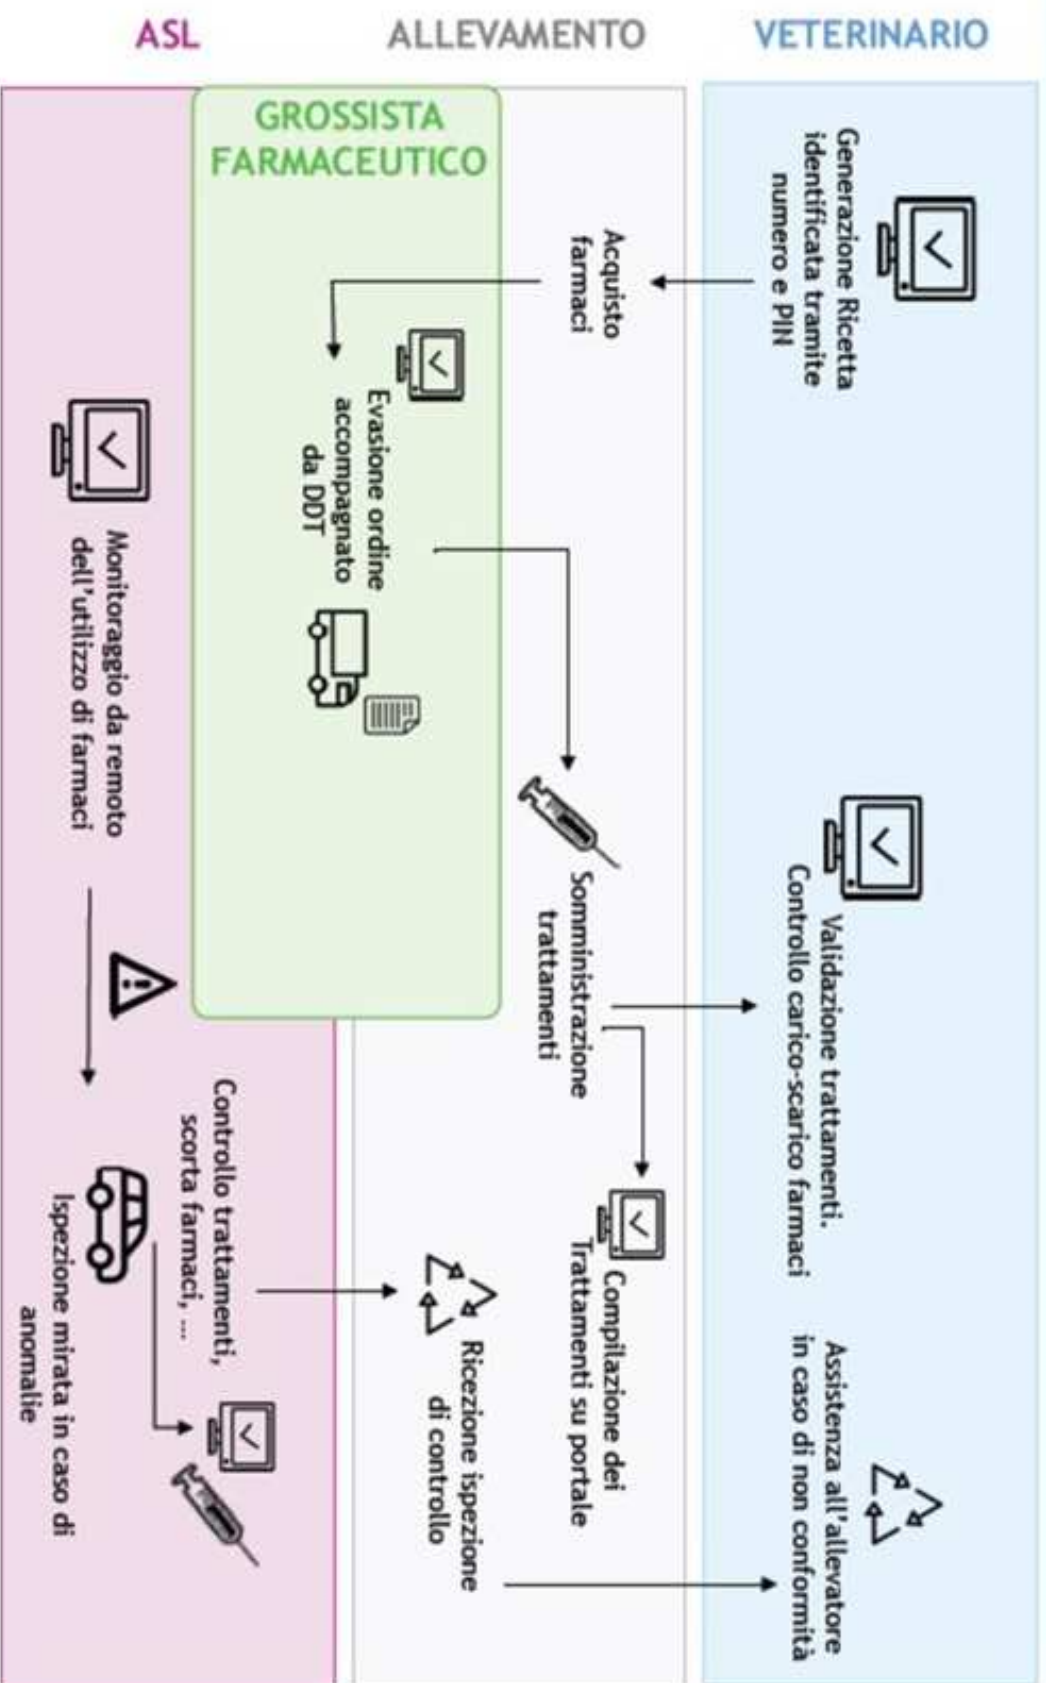 ASL
ALLEVAMENTO
VETERINARIO
GROSSISTA
FARMACEUTICO
Generazione Ricetta
identificata tramite
numero e PIN
Acquisto
farmaci
Evasione ordine
accompagnato
da DDT
Monitoraggio da remoto
dell'utilizzo di farmaci
Somministrazione
trattamenti
Validazione trattamenti.
Controllo carico-scarico farmaci
Compilazione dei
Trattamenti su portale
Controllo trattamenti,
scorta farmaci, ...
Ispezione mirata in caso di
anomalie
Ricezione ispezione
di controllo
Assistenza all'allevatore
in caso di non conformità